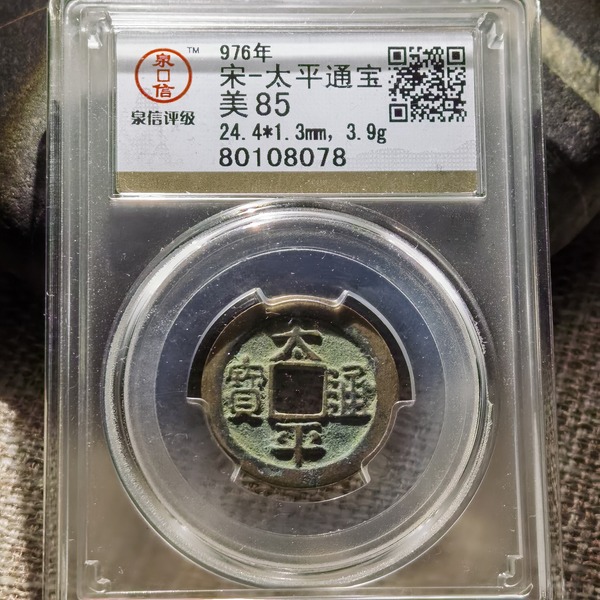 泉信
泉信评级
TM
976年
宋-太平通宝
美85
24.4*1.3mm, 3.9g
80108078
太
寶 通
平